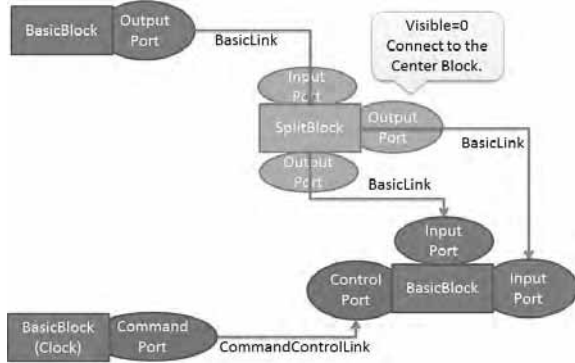 BasicBlock
Output
Port
BasicLink
Visible=0
Connect to the
Center Block.
Input
Port
SplitBlock
Output
Port
Output
Port
BasicLink
BasicLink
Input
Port
Control
Port
BasicBlock
Input
Port
BasicBlock
(Clock)
Command
Port
CommandControlLink